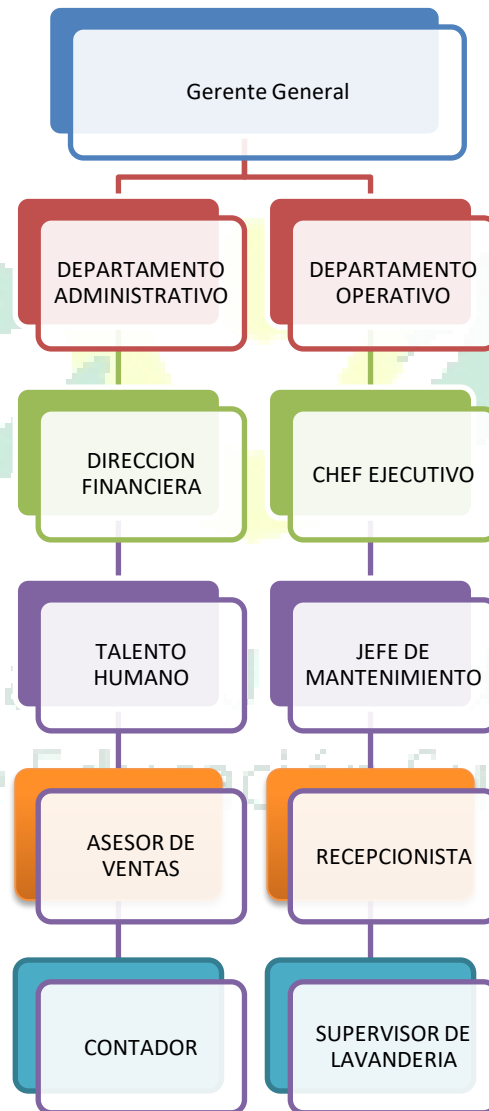 Gerente General
DEPARTAMENTO
ADMINISTRATIVO
DEPARTAMENTO
OPERATIVO
DIRECCION
FINANCIERA
CHEF EJECUTIVO
TALENTO
HUMANO
JEFE DE
MANTENIMIENTO
ASESOR DE
VENTAS
RECEPCIONISTA
CONTADOR
SUPERVISOR DE
LAVANDERIA